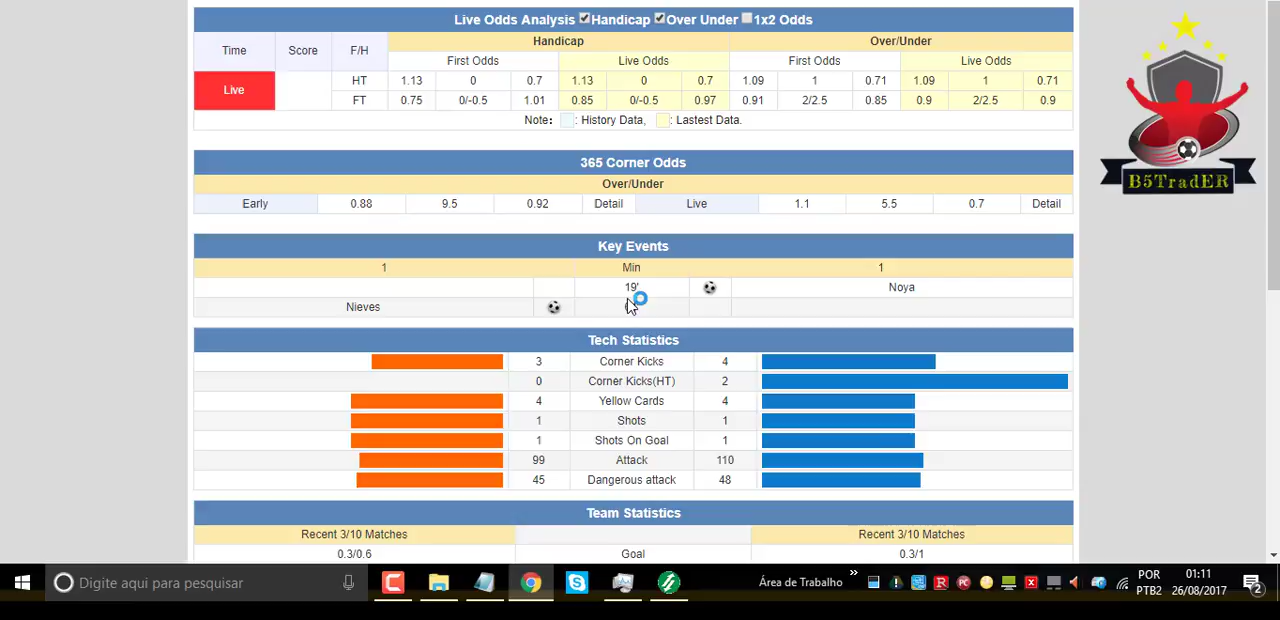 Live Odds Analysis Handicap Over Under 1x2 Odds
Time Score F/H Handicap Over/Under
First Odds Live Odds First Odds Live Odds
Live HT 1.13 0 0.7 1.13 0 0.7 1.09 1 0.71 1.09 1 0.71
FT 0.75 0/-0.5 1.01 0.85 0/-0.5 0.97 0.91 2/2.5 0.85 0.9 2/2.5 0.9
Note: : History Data, : Lastest Data.
365 Corner Odds
Over/Under
Early 0.88 9.5 0.92 Detail Live 1.1 5.5 0.7 Detail
Key Events
1 Min 1
19' Noya
Nieves
Tech Statistics
3 Corner Kicks 4
0 Corner Kicks(HT) 2
4 Yellow Cards 4
1 Shots 1
1 Shots On Goal 1
99 Attack 110
45 Dangerous attack 48
Team Statistics
Recent 3/10 Matches Recent 3/10 Matches
0.3/0.6 Goal 0.3/1
B5TradER
Digite aqui para pesquisar
Área de Trabalho
POR
PTB2
01:11
26/08/2017
2